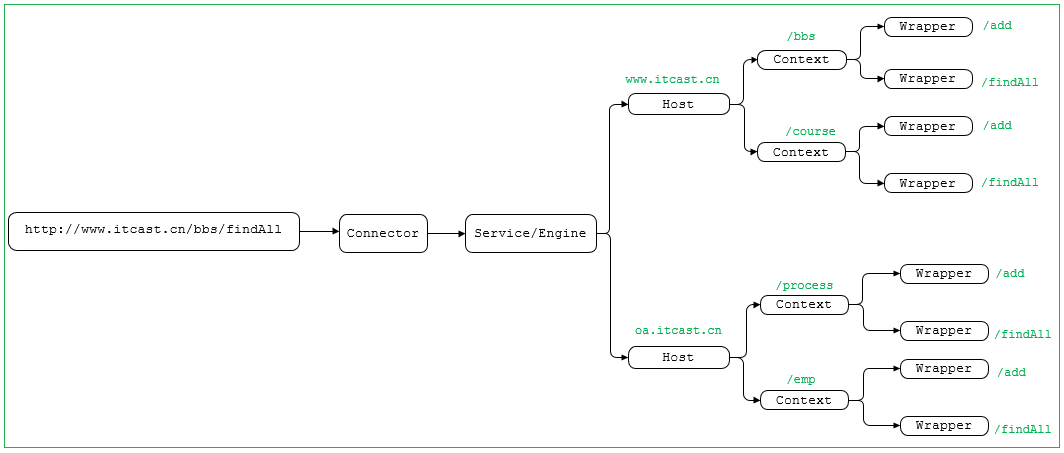 http://www.itcast.cn/bbs/findAll
Connector
Service/Engine
www.itcast.cn
Host
/bbs
Context
Wrapper
/add
Wrapper
/findAll
/course
Context
Wrapper
/add
Wrapper
/findAll
oa.itcast.cn
Host
/process
Context
Wrapper
/add
Wrapper
/findAll
/emp
Context
Wrapper
/add
Wrapper
/findAll